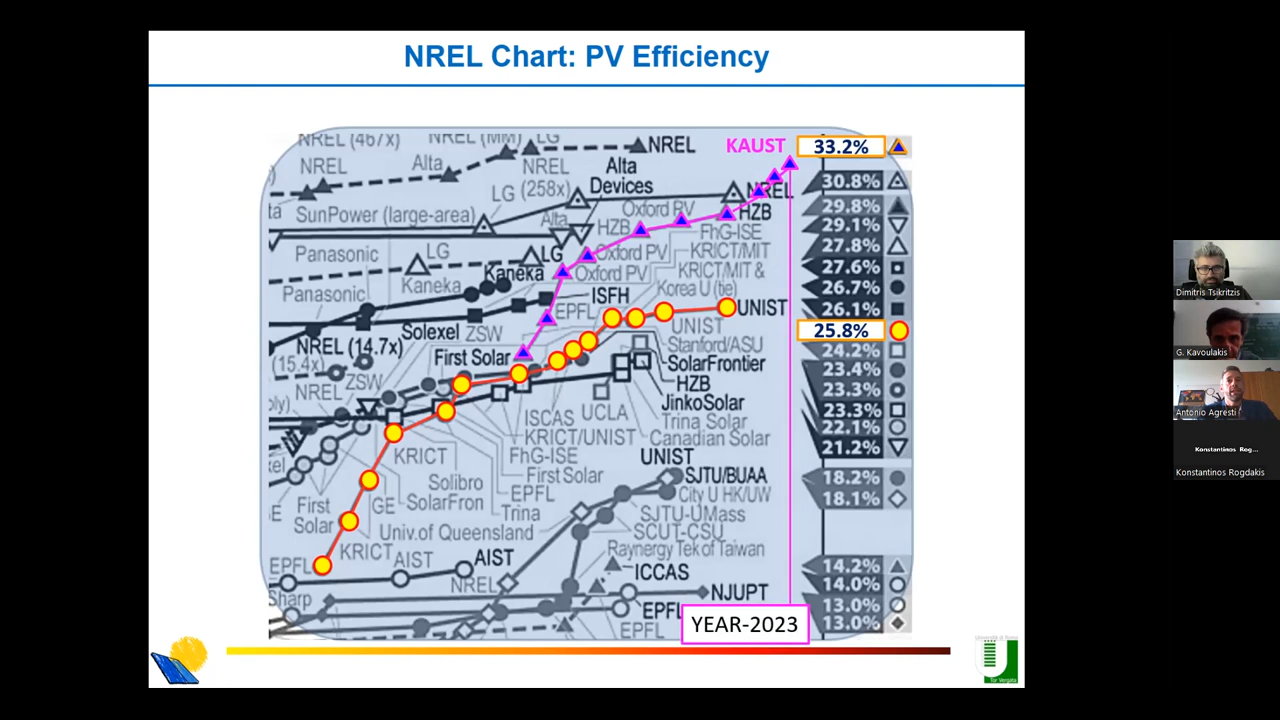 NREL Chart: PV Efficiency
NREL (467x)
NREL (MM)
LG
NREL
KAUST
33.2%
NREL
Alta
NREL
Alta
Devices
LG (258x)
NREL
30.8%
SunPower (large-area)
Alta
Oxford PV
HZB
29.8%
HZB
FhG-ISE
29.1%
Panasonic
LG
LG
Oxford PV
KRICT/MIT
27.8%
Kaneka
Kaneka
Oxford PV
KRICT/MIT &
27.6%
Panasonic
ISFH
Korea U (tie)
26.7%
EPFL
UNIST
26.1%
Solexel
ZSW
UNIST
25.8%
NREL (14.7x)
First Solar
Stanford/ASU
24.2%
(15.4x)
SolarFrontier
23.4%
NREL
ZSW
HZB
23.3%
JinkoSolar
23.3%
ISCAS
UCLA
Trina Solar
22.1%
KRICT/UNIST
Canadian Solar
21.2%
KRICT
FhG-ISE
UNIST
Solibro
First Solar
SJTU/BUAA
18.2%
First
Solar
GE
SolarFron
EPFL
City U HK/UW
18.1%
Trina
SJTU-UMass
Univ.of Queensland
SCUT-CSU
KRICT
Raynergy Tek of Taiwan
EPFL
AIST
AIST
ICCAS
14.2%
NREL
NJUPT
14.0%
Sharp
EPFL
13.0%
EPFL
YEAR-2023
13.0%
Tor Vergata
Dimitris Tsikritzis
G. Kavoulakis
Antonio Agresti
Konstantinos Rog...
Konstantinos Rogdakis